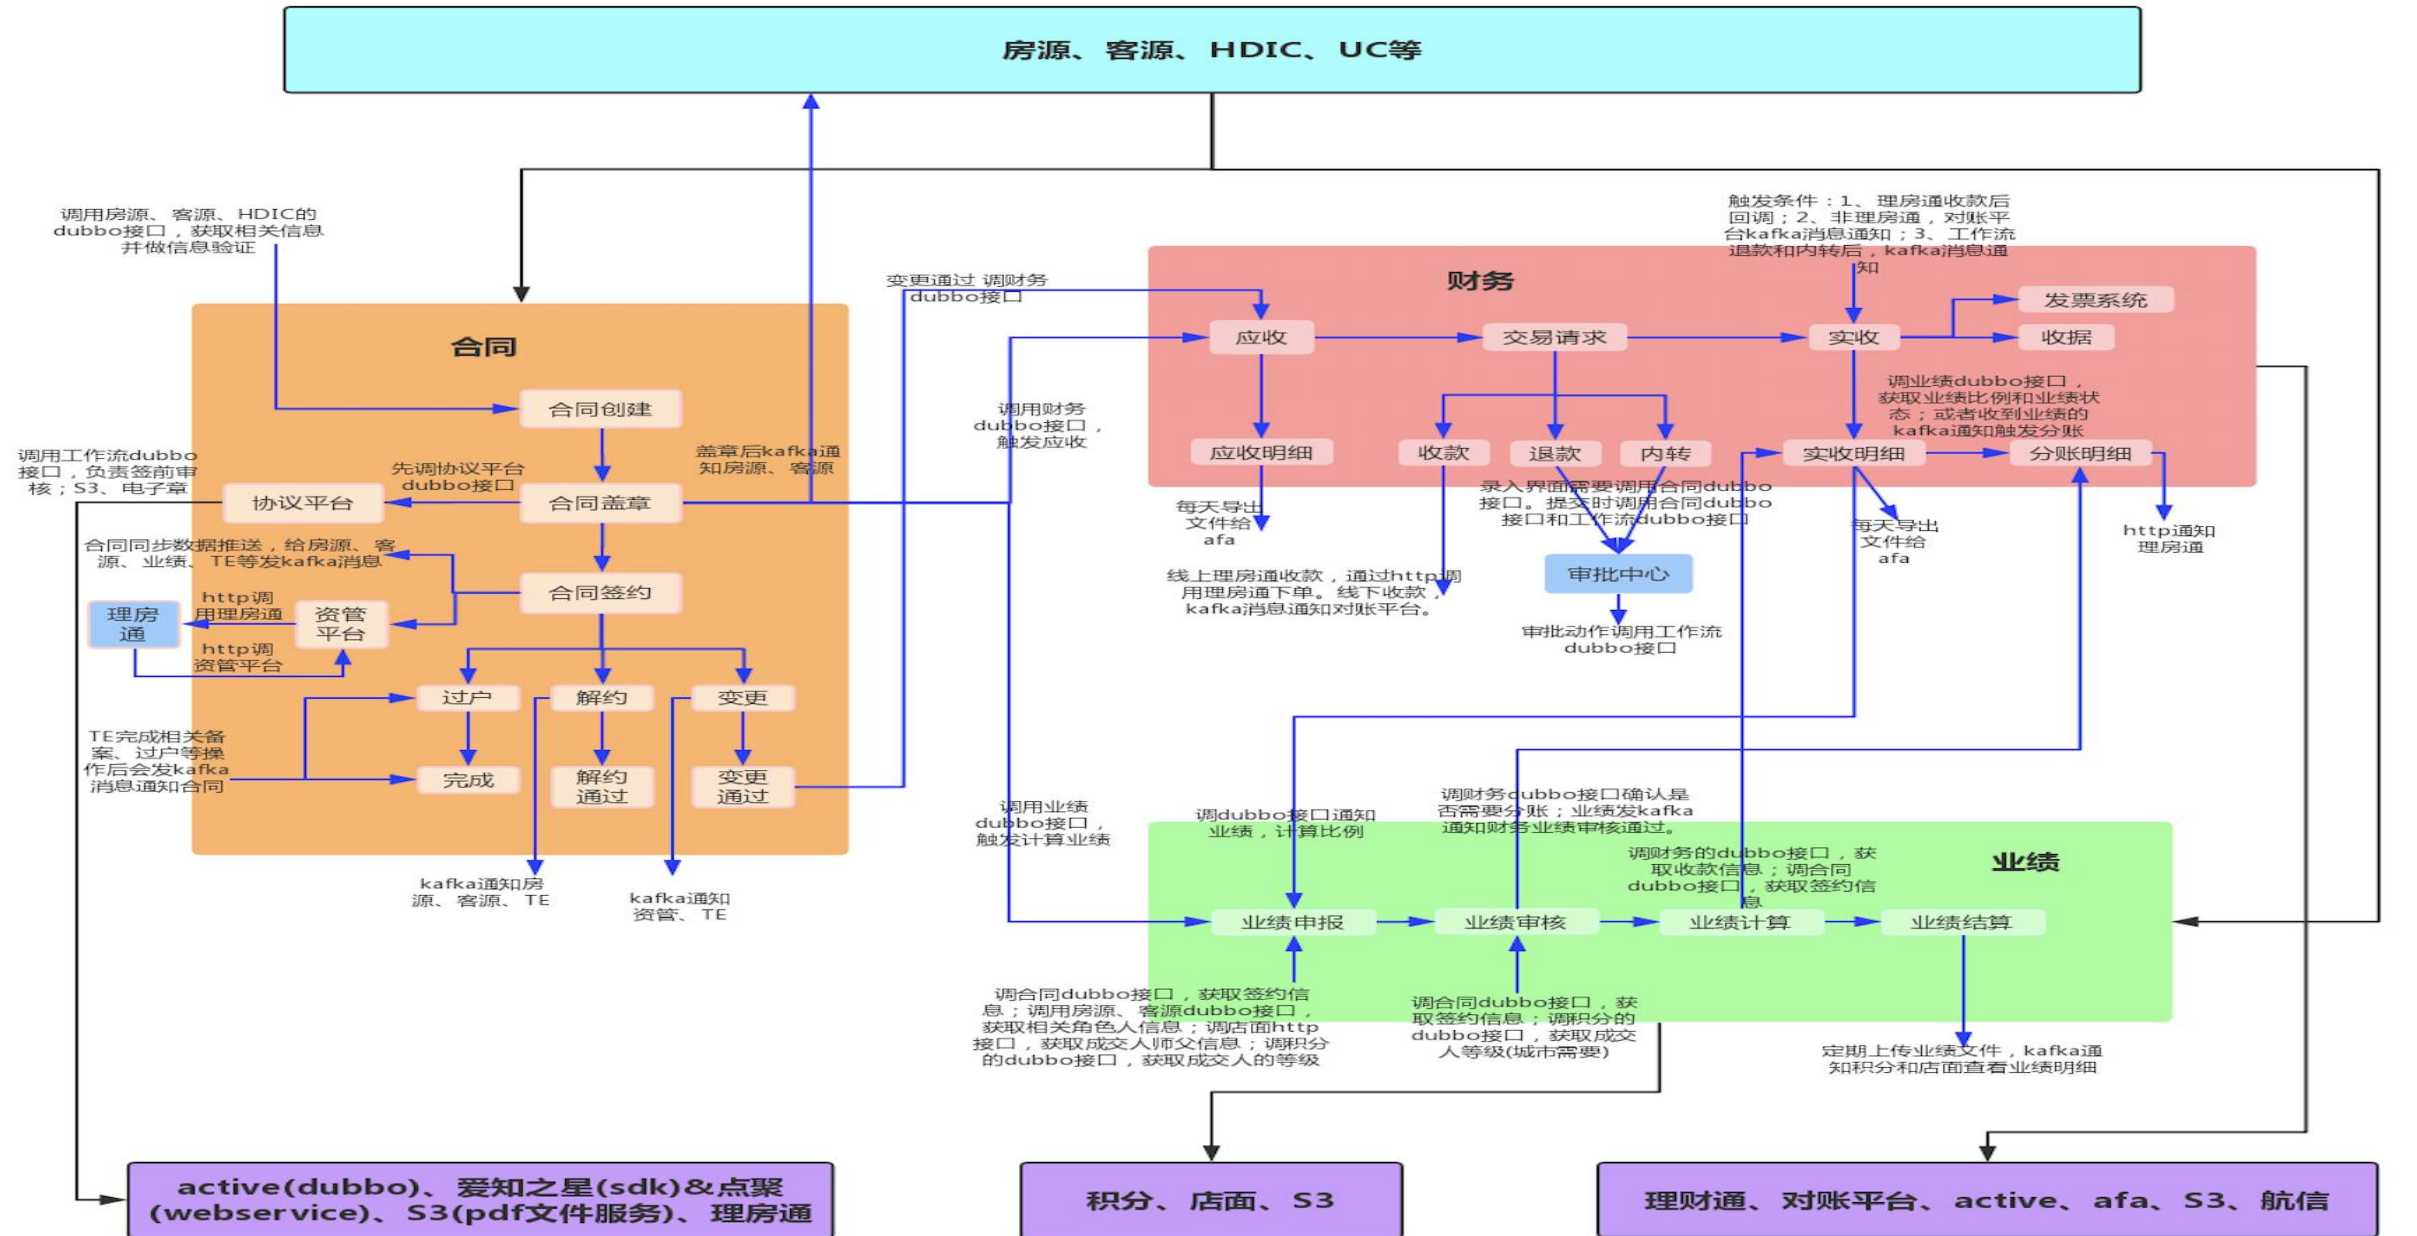 房源、客源、HDIC、UC等
调用房源、客源、HDIC的
dubbo接口，获取相关信息
并做信息验证
合同
合同创建
调用工作流dubbo
接口，负责签前审
核；S3、电子章
先调协议平台
dubbo接口
盖章后kafka通
知房源、客源
协议平台
合同盖章
合同同步数据推送，给房源、客
源、业绩、TE等发kafka消息
合同签约
http调
用理房通
理房
通
资管
平台
http调
资管平台
过户
解约
变更
TE完成相关备
案、过户等操
作后会发kafka
消息通知合同
完成
解约
通过
变更
通过
kafka通知房
源、客源、TE
kafka通知
资管、TE
变更通过 调财务
dubbo接口
调用财务
dubbo接口，
触发应收
调用业绩
dubbo接口，
触发计算业绩
触发条件：1、理房通收款后
回调；2、非理房通，对账平
台kafka消息通知；3、工作流
退款和内转后，kafka消息通
知
财务
应收
交易请求
实收
发票系统
收据
调业绩dubbo接口，
获取业绩比例和业绩状
态；或者收到业绩的
kafka通知触发分账
应收明细
收款
退款
内转
实收明细
分账明细
每天导出
文件给
afa
录入界面需要调用合同dubbo
接口。提交时调用合同dubbo
接口和工作流dubbo接口
每天导出
文件给
afa
http通知
理房通
线上理房通收款，通过http调
用理房通下单。线下收款，
kafka消息通知对账平台。
审批中心
审批动作调用工作流
dubbo接口
调dubbo接口通知
业绩，计算比例
调财务dubbo接口确认是
否需要分账；业绩发kafka
通知财务业绩审核通过。
调财务的dubbo接口，获
取收款信息；调合同
dubbo接口，获取签约信
息
业绩
业绩申报
业绩审核
业绩计算
业绩结算
调合同dubbo接口，获取签约信
息；调用房源、客源dubbo接口，
获取相关角色人信息；调店面http
接口，获取成交人师父信息；调积分
的dubbo接口，获取成交人的等级
调合同dubbo接口，获
取签约信息；调积分的
dubbo接口，获取成交
人等级(城市需要)
定期上传业绩文件，kafka通
知积分和店面查看业绩明细
active(dubbo)、爱知之星(sdk)&点聚
(webservice)、S3(pdf文件服务)、理房通
积分、店面、S3
理财通、对账平台、active、afa、S3、航信